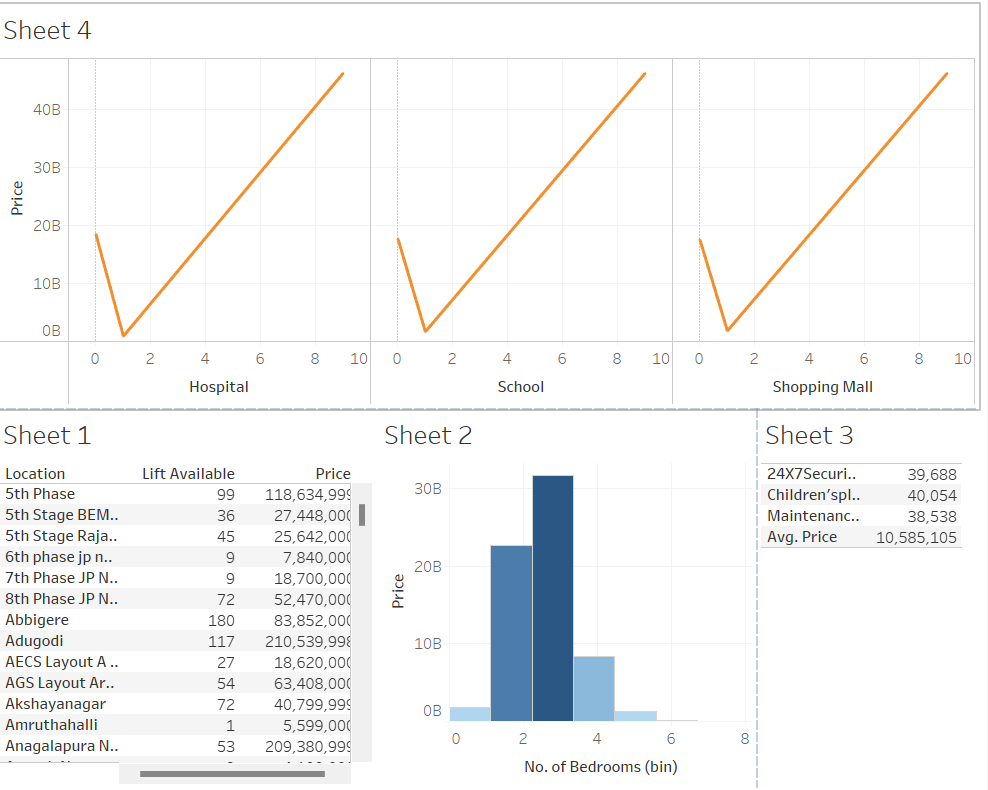 Sheet 4
40B
30B
20B
10B
0B
Price
0 2 4 6 8 10 0 2 4 6 8 10 0 2 4 6 8 10
Hospital School Shopping Mall
Sheet 1
Location Lift Available Price
5th Phase 99 118,634,999
5th Stage BEM.. 36 27,448,000
5th Stage Raja.. 45 25,642,000
6th phase jp n.. 9 7,840,000
7th Phase JP N.. 9 18,700,000
8th Phase JP N.. 72 52,470,000
Abbigere 180 83,852,000
Adugodi 117 210,539,998
AECS Layout A .. 27 18,620,000
AGS Layout Ar.. 54 63,408,000
Akshayanagar 72 40,799,999
Amruthahalli 1 5,599,000
Anagalapura N.. 53 209,380,999
Sheet 2
30B
20B
10B
0B
Price
0 2 4 6 8
No. of Bedrooms (bin)
Sheet 3
24X7Securi.. 39,688
Children'spl.. 40,054
Maintenanc.. 38,538
Avg. Price 10,585,105